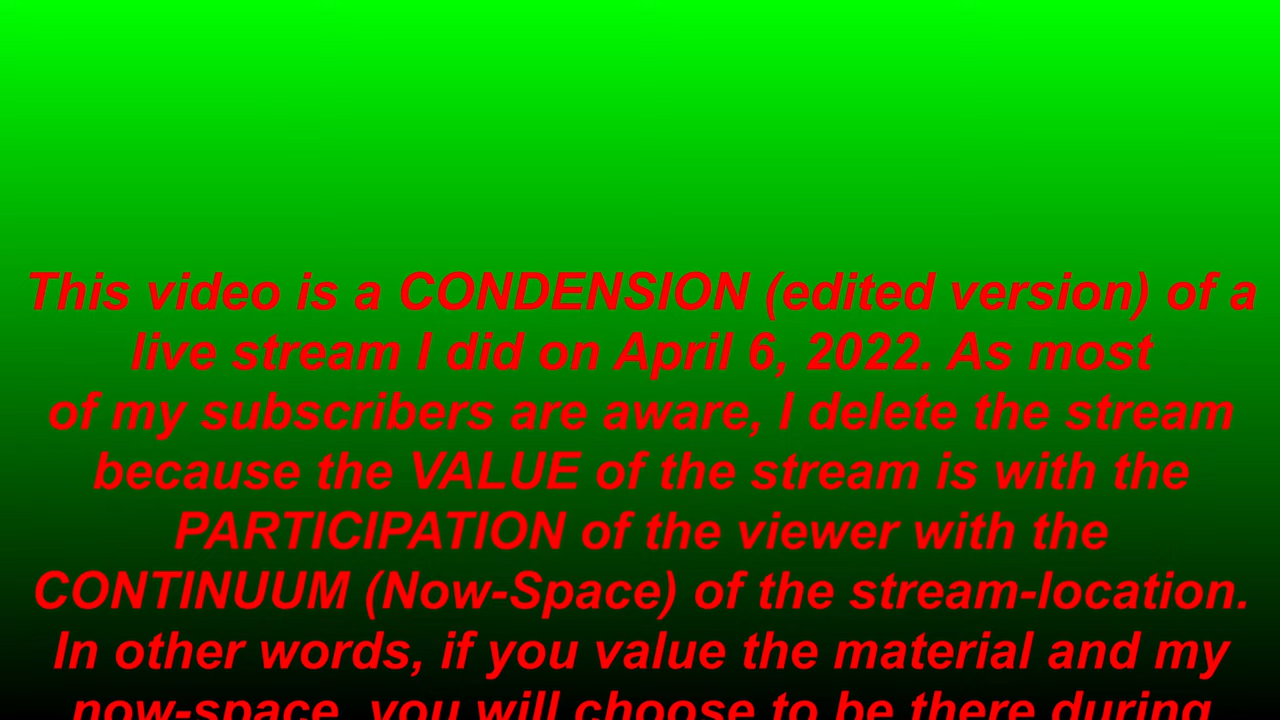 This video is a CONDENSION (edited version) of a
live stream I did on April 6, 2022. As most
of my subscribers are aware, I delete the stream
because the VALUE of the stream is with the
PARTICIPATION of the viewer with the
CONTINUUM (Now-Space) of the stream-location.
In other words, if you value the material and my
now-space, you will choose to be there during